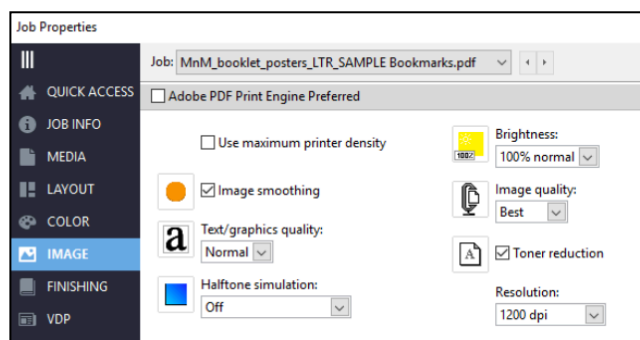 Job Properties
Job: MnM_booklet_posters_LTR_SAMPLE Bookmarks.pdf
QUICK ACCESS
JOB INFO
MEDIA
LAYOUT
COLOR
IMAGE
FINISHING
VDP
Adobe PDF Print Engine Preferred
Use maximum printer density
Image smoothing
a
Text/graphics quality:
Normal
Halftone simulation:
Off
100%
Brightness:
100% normal
Image quality:
Best
A
Toner reduction
Resolution:
1200 dpi